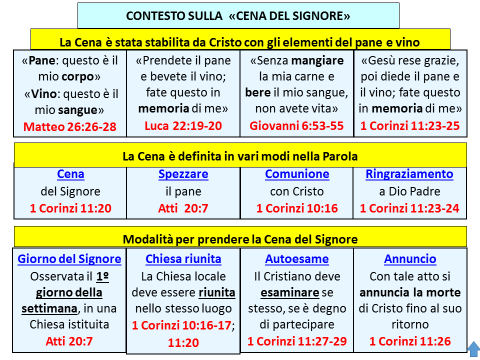 CONTESTO SULLA «CENA DEL SIGNORE»
La Cena è stata stabilita da Cristo con gli elementi del pane e vino
«Pane: questo è il
mio corpo»
«Vino: questo è il
mio sangue»
Matteo 26:26-28
«Prendete il pane
e bevete il vino;
fate questo in
memoria di me»
Luca 22:19-20
«Senza mangiare
la mia carne e
bere il mio sangue,
non avete vita»
Giovanni 6:53-55
«Gesù rese grazie,
poi diede il pane e
il vino; fate questo
in memoria di me»
1 Corinzi 11:23-25
La Cena è definita in vari modi nella Parola
Cena
del Signore
1 Corinzi 11:20
Spezzare
il pane
Atti 20:7
Comunione
con Cristo
1 Corinzi 10:16
Ringraziamento
a Dio Padre
1 Corinzi 11:23-24
Modalità per prendere la Cena del Signore
Giorno del Signore
Osservata il 1º
giorno della
settimana, in una
Chiesa istituita
Atti 20:7
Chiesa riunita
La Chiesa locale
deve essere riunita
nello stesso luogo
1 Corinzi 10:16-17;
11:20
Autoesame
Il Cristiano deve
esaminare se
stesso, se è degno
di partecipare
1 Corinzi 11:27-29
Annuncio
Con tale atto si
annuncia la morte
di Cristo fino al suo
ritorno
1 Corinzi 11:26